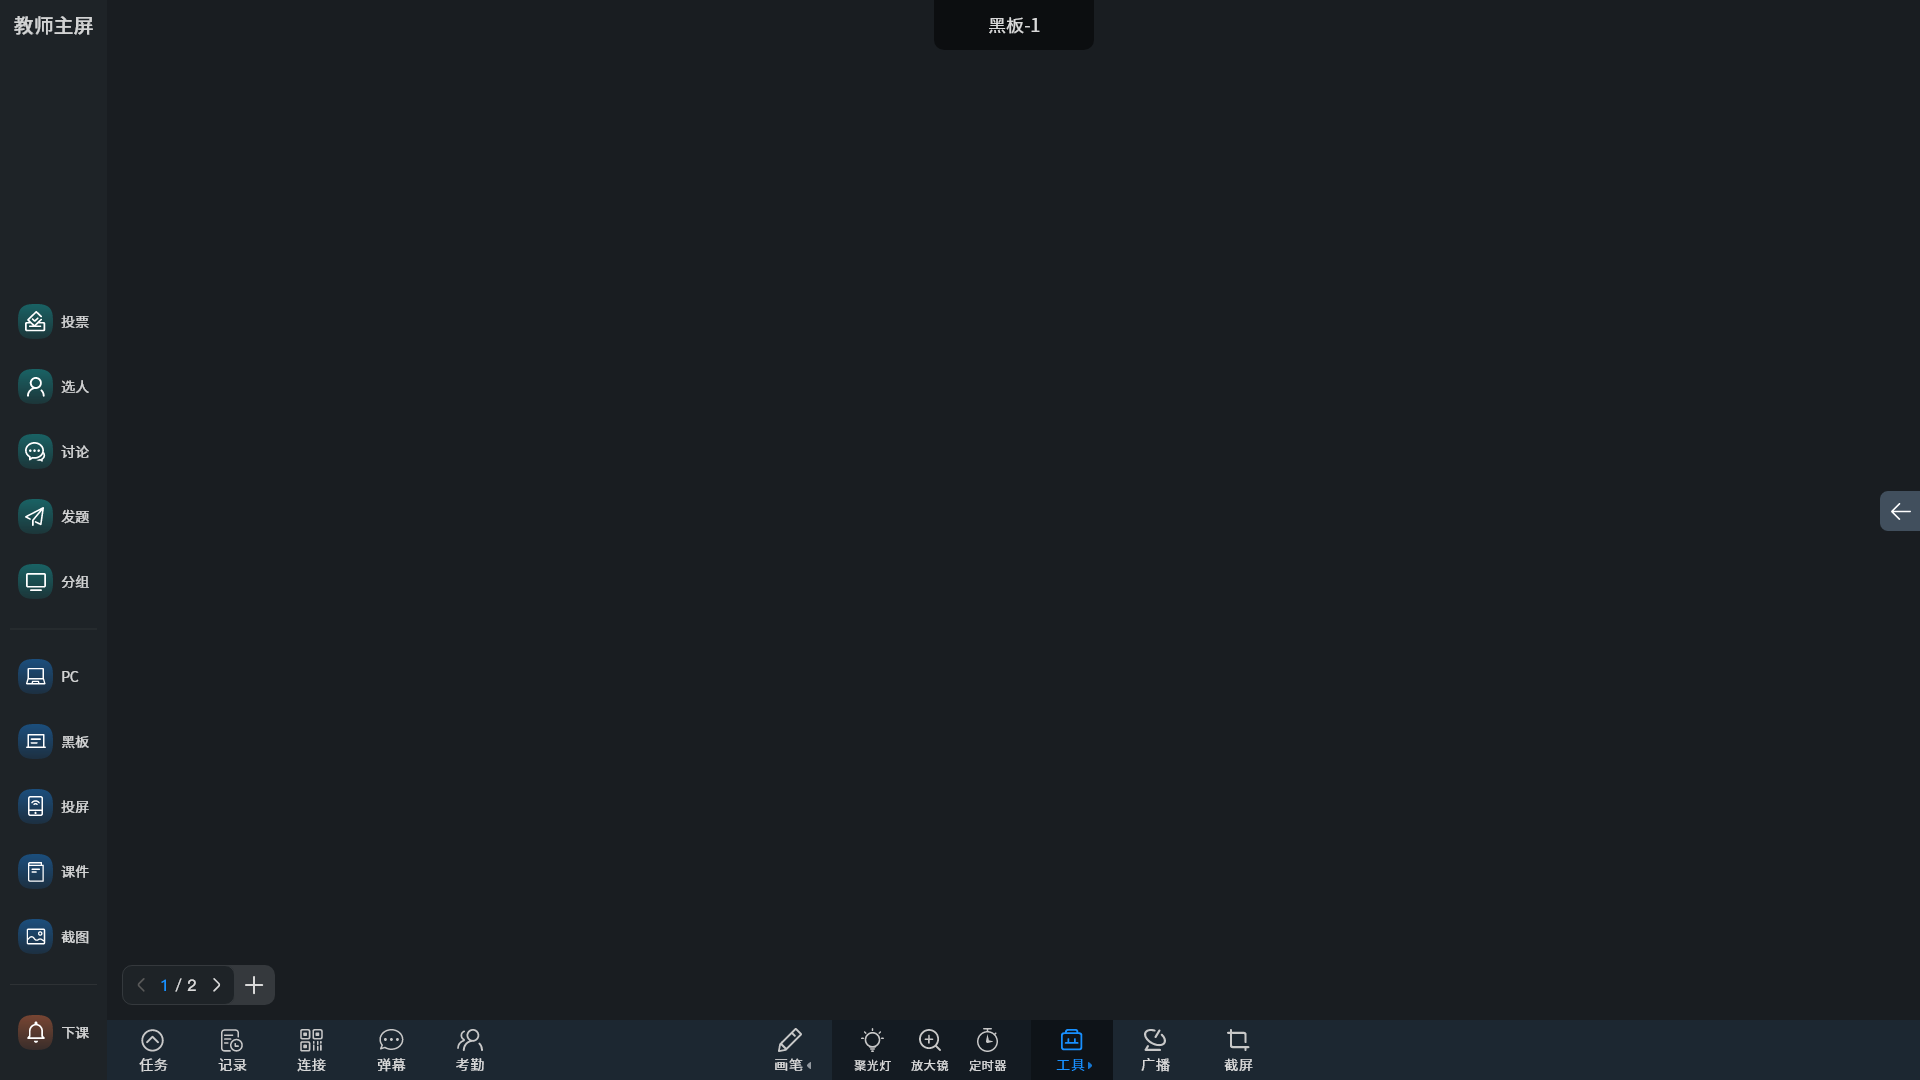 教师主屏
黑板-1
投票
选人
讨论
发题
分组
PC
黑板
投屏
课件
截图
下课
1 / 2
任务
记录
连接
弹幕
考勤
画笔
聚光灯
放大镜
定时器
工具
广播
截屏